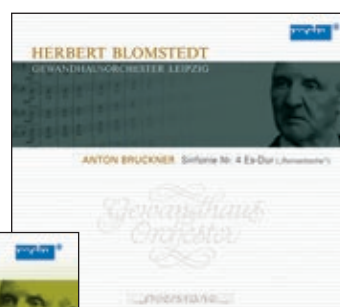 HERBERT BLOMSTEDT
GEWANDHAUSORCHESTER LEIPZIG
ANTON BRUCKNER Sinfonie Nr. 4 Es-Dur („Romantische“)
Gewandhaus
Orchester